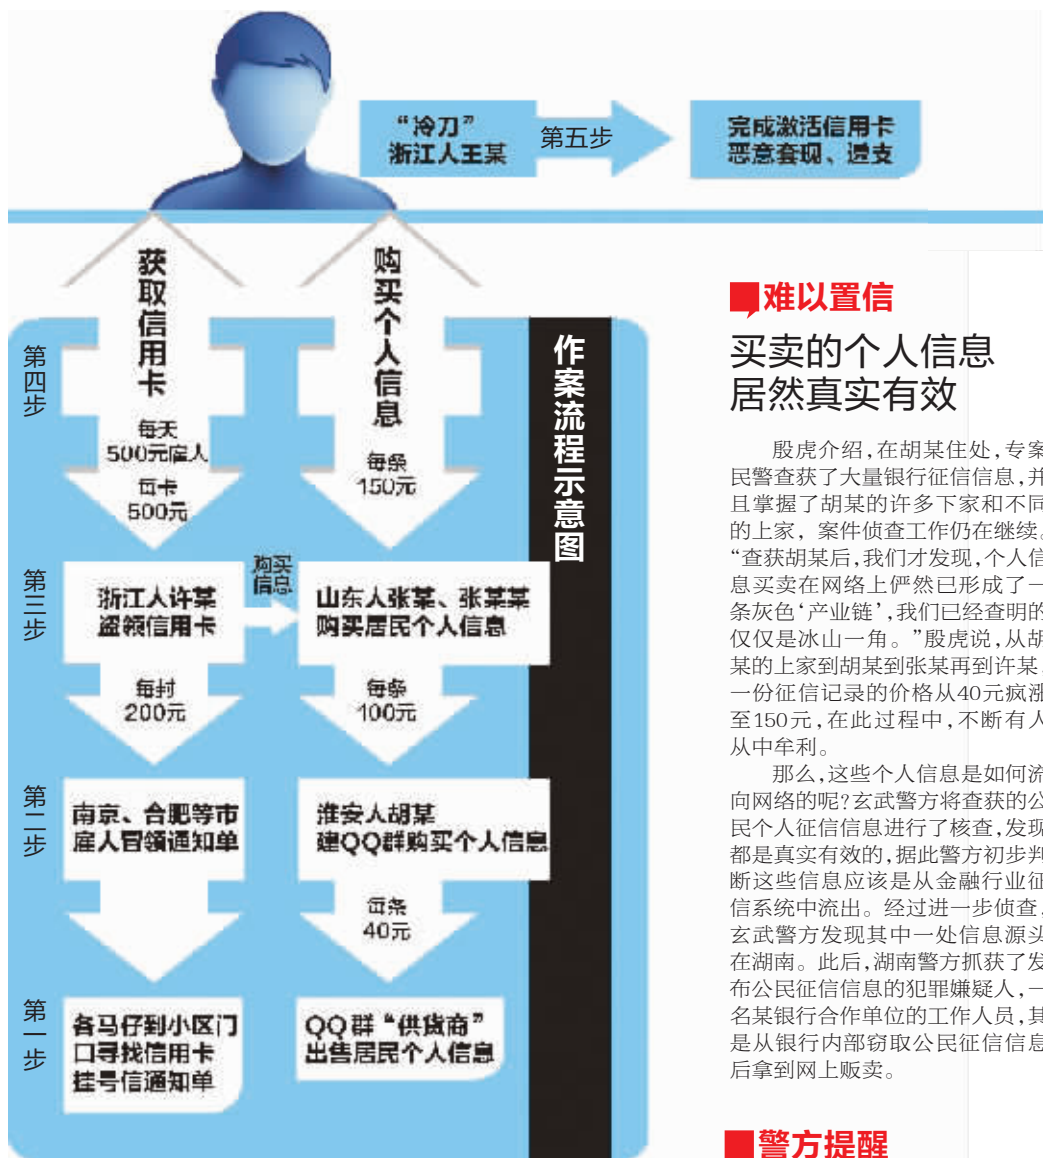 “冷刀”
浙江人王某
第五步
完成激活信用卡
恶意套现、透支
获取信用卡
购买个人信息
作案流程示意图
第四步
每天
500元雇人
每卡
500元
每条
150元
第三步
浙江人许某
盗领信用卡
购买
信息
山东人张某、张某某
购买居民个人信息
每封
200元
每条
100元
第二步
南京、合肥等市
雇人冒领通知单
淮安人胡某
建QQ群购买个人信息
每条
40元
第一步
各马仔到小区门
口寻找信用卡
挂号信通知单
QQ群“供货商”
出售居民个人信息
难以置信
买卖的个人信息
居然真实有效
殷虎介绍,在胡某住处,专案
民警查获了大量银行征信信息,并
且掌握了胡某的许多下家和不同
的上家，案件侦查工作仍在继续。
“查获胡某后,我们才发现,个人信
息买卖在网络上俨然已形成了一
条灰色‘产业链’,我们已经查明的
仅仅是冰山一角。”殷虎说,从胡
某的上家到胡某到张某再到许某,
一份征信记录的价格从40元疯涨
至150元,在此过程中,不断有人
从中牟利。
那么,这些个人信息是如何流
向网络的呢?玄武警方将查获的公
民个人征信信息进行了核查,发现
都是真实有效的,据此警方初步判
断这些信息应该是从金融行业征
信系统中流出。经过进一步侦查,
玄武警方发现其中一处信息源头
在湖南。此后,湖南警方抓获了发
布公民征信信息的犯罪嫌疑人,一
名某银行合作单位的工作人员,其
是从银行内部窃取公民征信信息
后拿到网上贩卖。
警方提醒